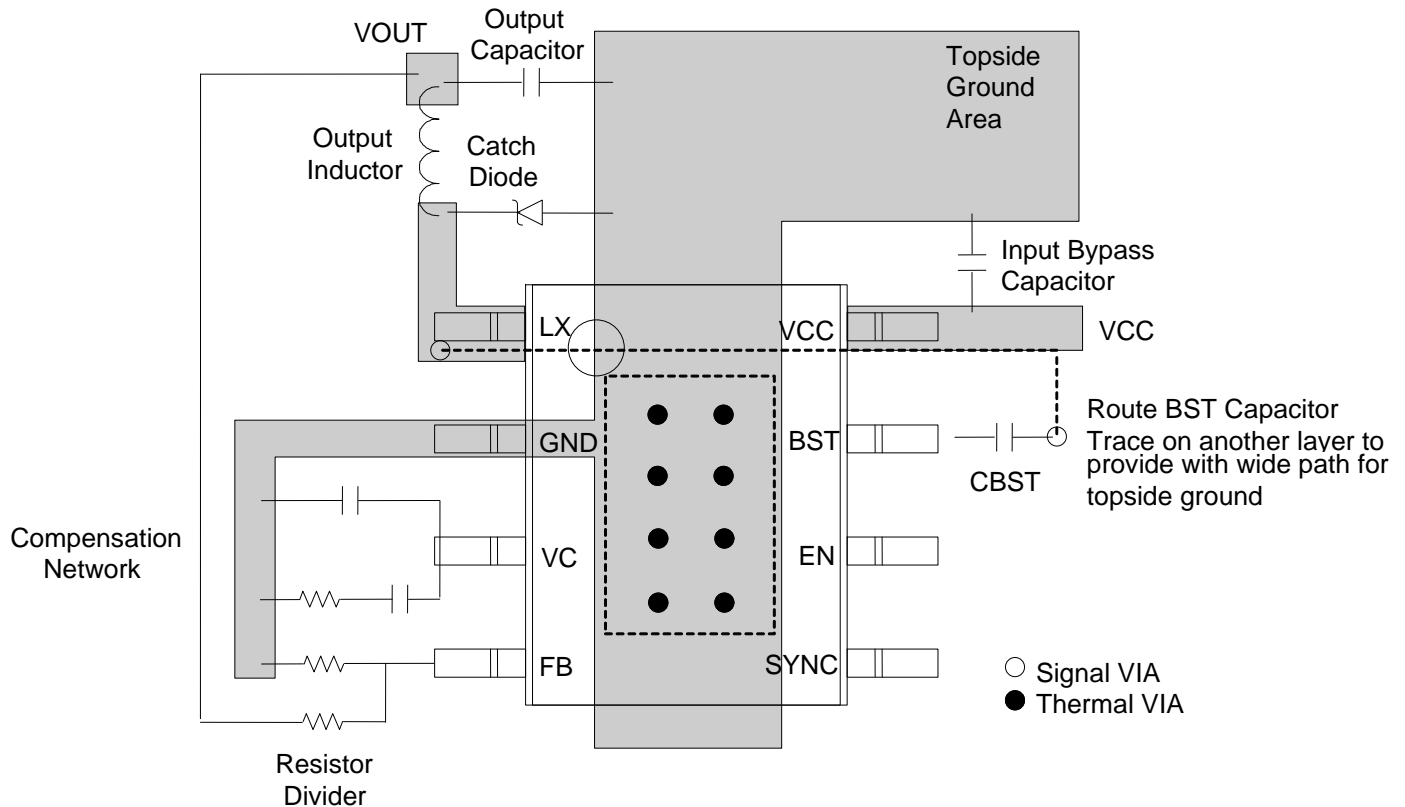 VOUT
Output
Capacitor
Topside
Ground
Area
Output
Inductor
Catch
Diode
Input Bypass
Capacitor
LX
VCC
VCC
GND
BST
CBST
Route BST Capacitor
Trace on another layer to
provide with wide path for
topside ground
Compensation
Network
VC
EN
FB
SYNC
Signal VIA
Thermal VIA
Resistor
Divider